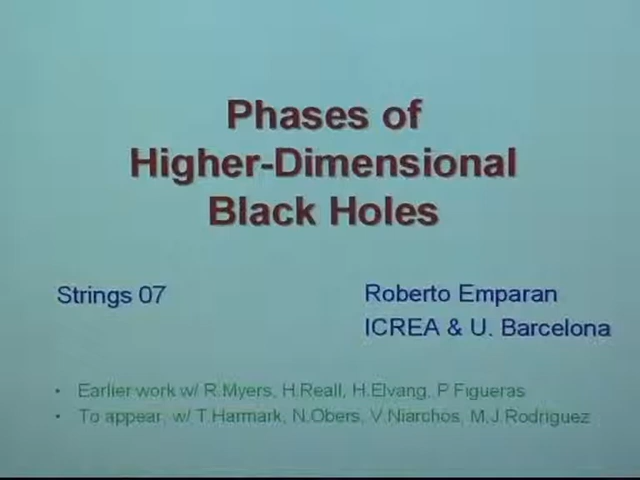 Phases of
Higher-Dimensional
Black Holes
Strings 07
Roberto Emparan
ICREA & U. Barcelona
• Earlier work w/ R.Myers, H.Reall, H.Elvang, P.Figueras
• To appear, w/ T.Harmark, N.Obers, V.Niarchos, M.J.Rodriguez